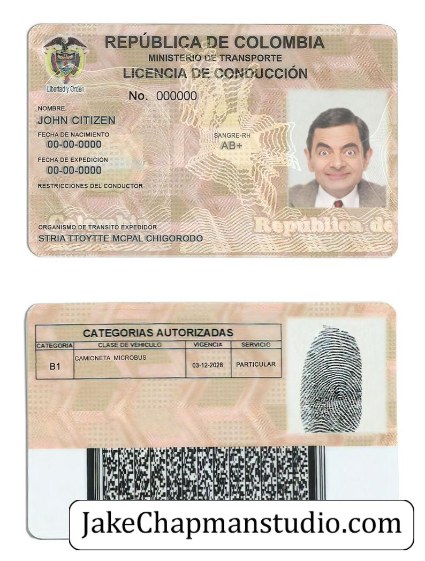 REPÚBLICA DE COLOMBIA
MINISTERIO DE TRANSPORTE
LICENCIA DE CONDUCCIÓN
Libertad y Orden
No. 000000
NOMBRE
JOHN CITIZEN
FECHA DE NACIMIENTO
00-00-0000
SANGRE-RH
AB+
FECHA DE EXPEDICION
00-00-0000
RESTRICCIONES DEL CONDUCTOR
Colombia
República de
ORGANISMO DE TRANSITO EXPEDIDOR
STRIA TTOYTTE MCPAL CHIGORODO
CATEGORIAS AUTORIZADAS
CATEGORIA CLASE DE VEHICULO VIGENCIA SERVICIO
B1 CAMICNETA MICROBUS 03-12-2028 PARTICULAR
JakeChapmanstudio.com